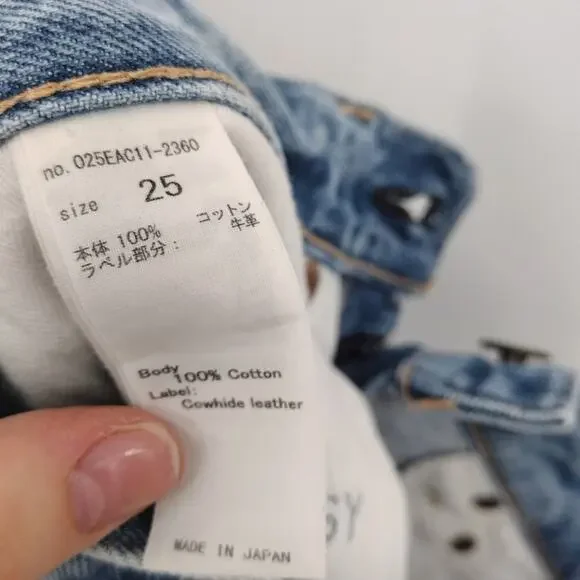 no. 025EAC11-2360
size 25
本体 100% コットン
ラベル部分: 牛革
Body 100% Cotton
Label:
Cowhide leather
MADE IN JAPAN